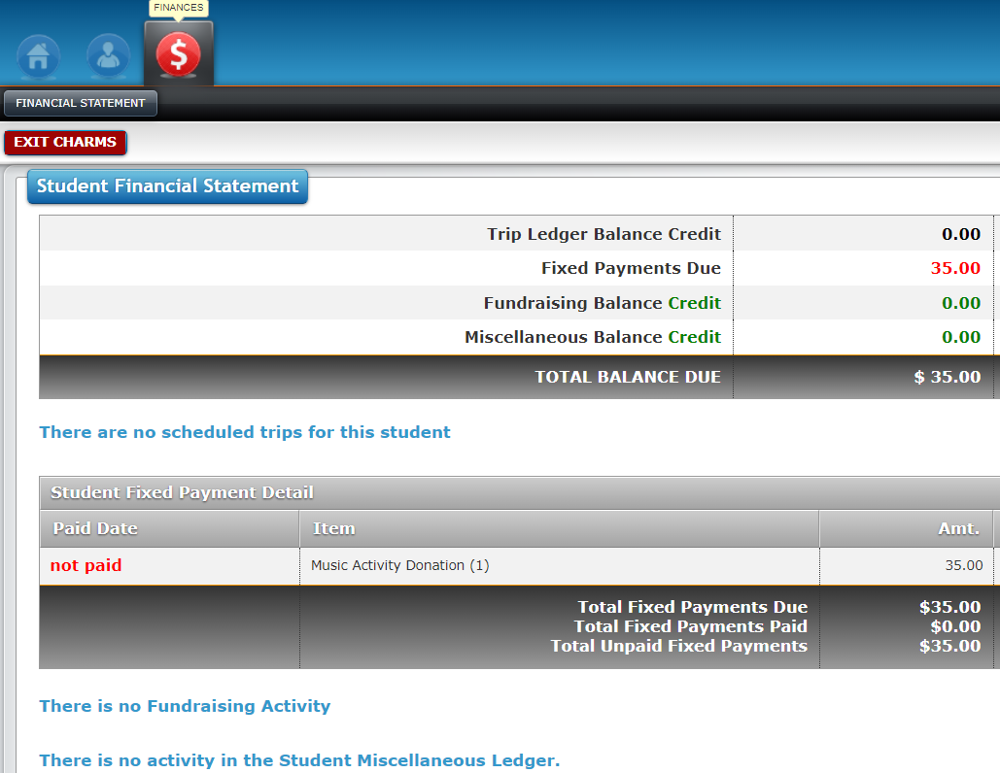 FINANCES
$
FINANCIAL STATEMENT
EXIT CHARMS
Student Financial Statement
Trip Ledger Balance Credit 0.00
Fixed Payments Due 35.00
Fundraising Balance Credit 0.00
Miscellaneous Balance Credit 0.00
TOTAL BALANCE DUE $ 35.00
There are no scheduled trips for this student
Student Fixed Payment Detail
Paid Date Item Amt.
not paid Music Activity Donation (1) 35.00
Total Fixed Payments Due $35.00
Total Fixed Payments Paid $0.00
Total Unpaid Fixed Payments $35.00
There is no Fundraising Activity
There is no activity in the Student Miscellaneous Ledger.